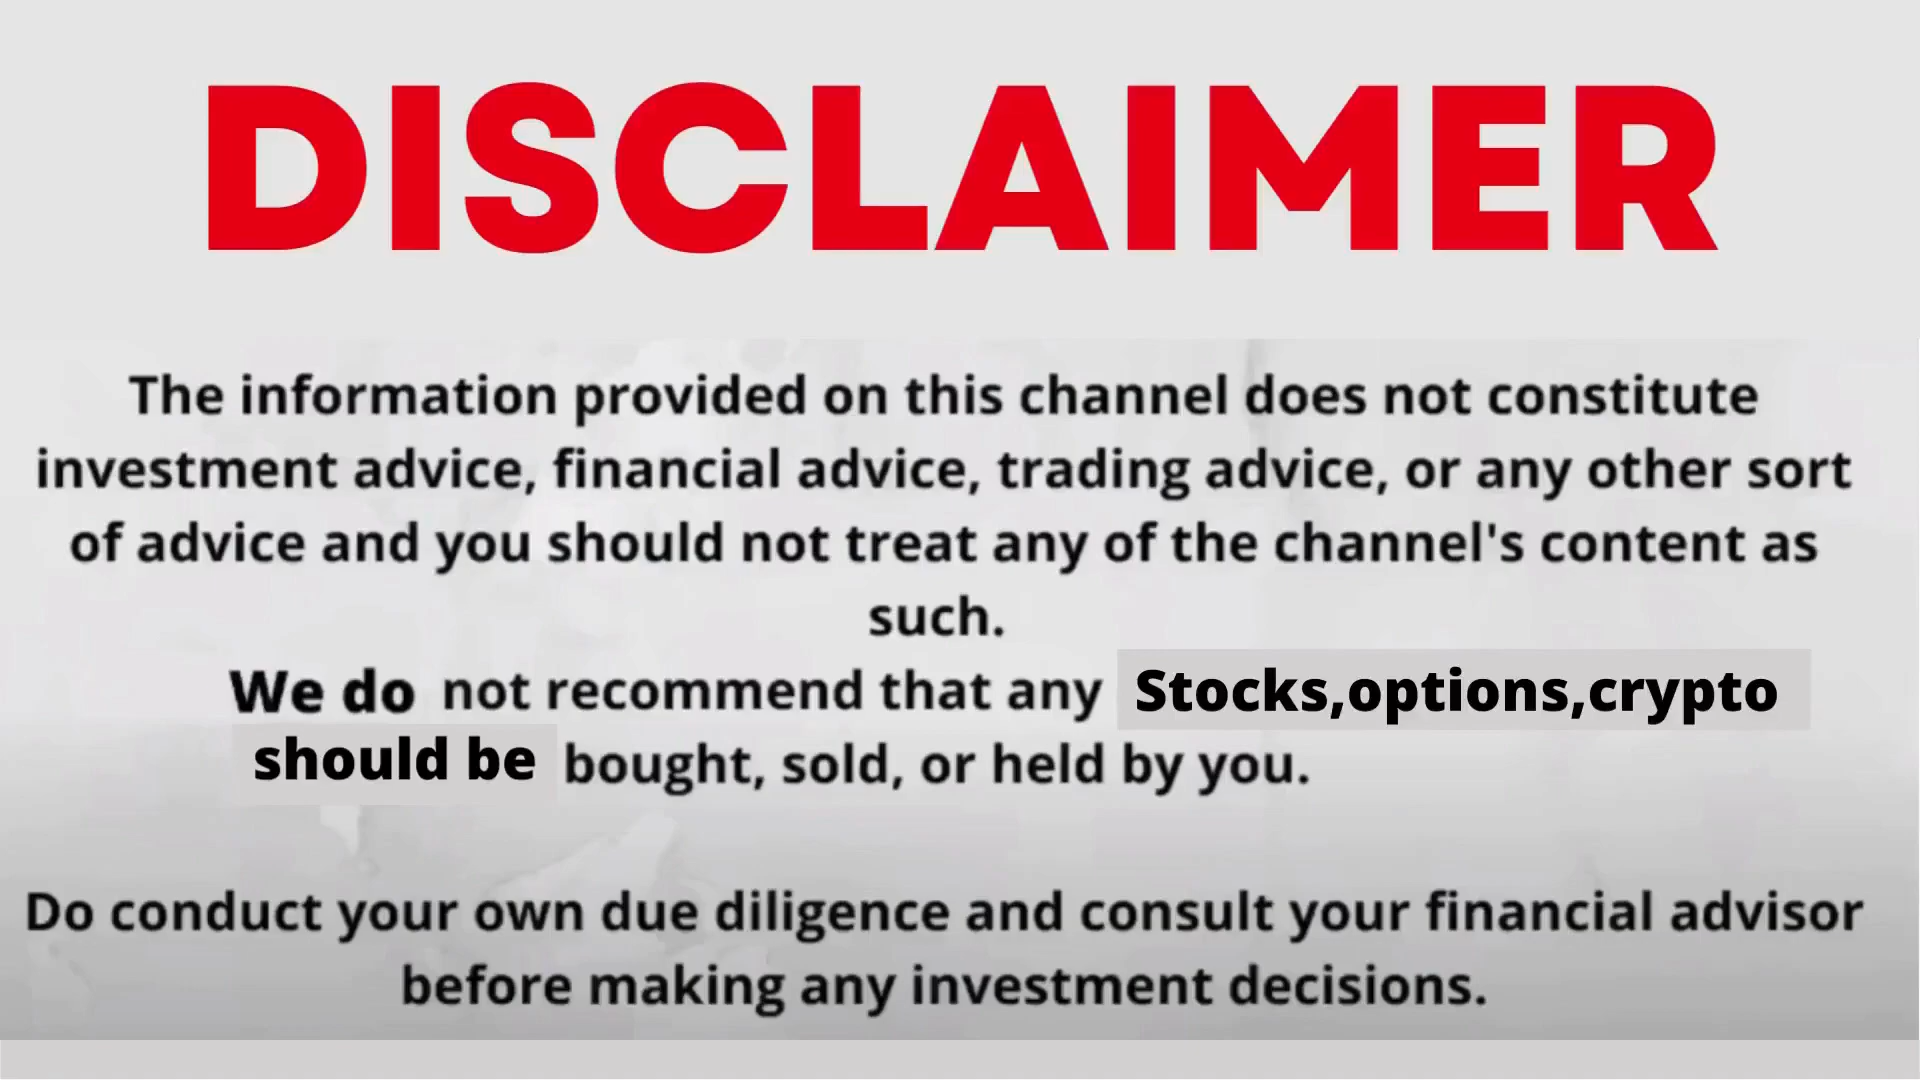 DISCLAIMER
The information provided on this channel does not constitute
investment advice, financial advice, trading advice, or any other sort
of advice and you should not treat any of the channel's content as
such.
We do not recommend that any Stocks,options,crypto
should be bought, sold, or held by you.
Do conduct your own due diligence and consult your financial advisor
before making any investment decisions.